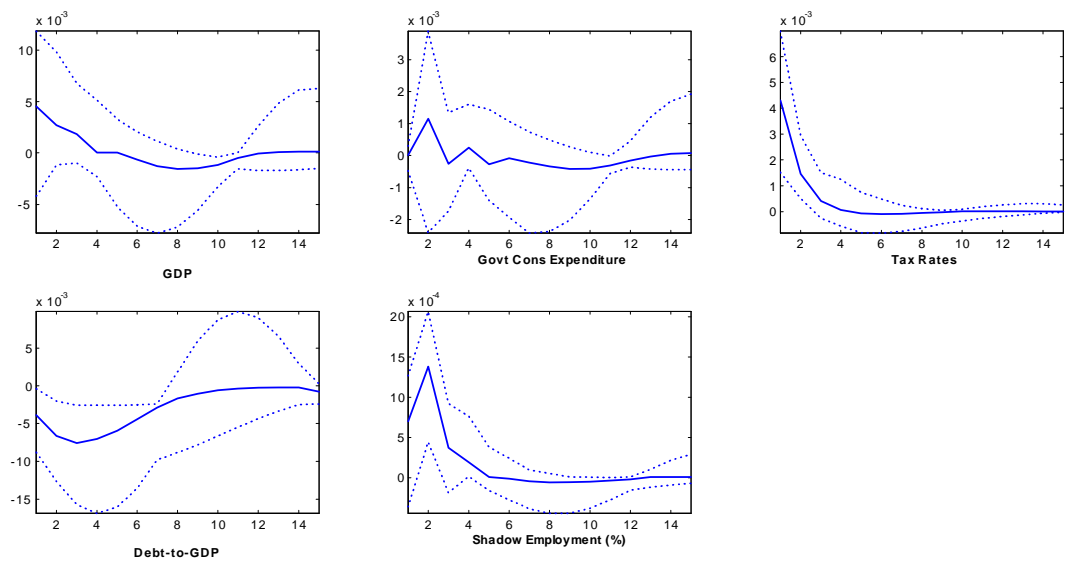 x 10-3
x 10-3
x 10-3
10
5
0
-5
2 4 6 8 10 12 14
GDP
3
2
1
0
-1
-2
2 4 6 8 10 12 14
Govt Cons Expenditure
6
5
4
3
2
1
0
2 4 6 8 10 12 14
Tax Rates
x 10-3
5
0
-5
-10
-15
2 4 6 8 10 12 14
Debt-to-GDP
x 10-4
20
15
10
5
0
2 4 6 8 10 12 14
Shadow Employment (%)